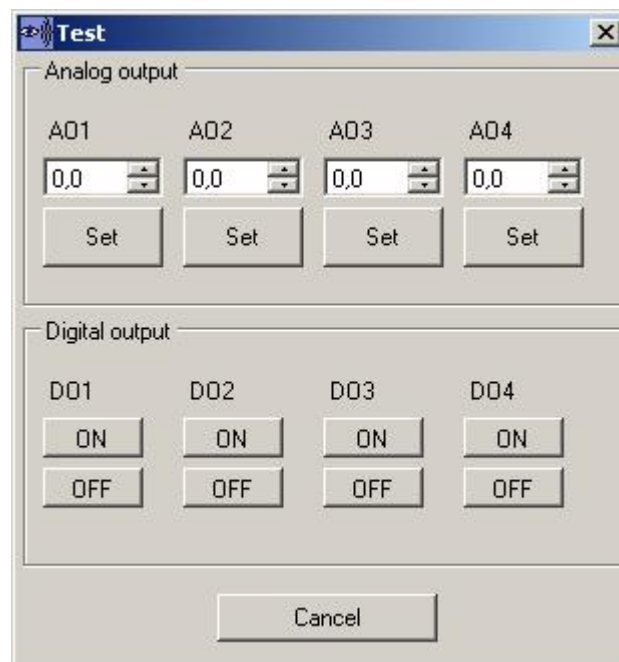 Test
Analog output
AO1 AO2 AO3 AO4
0,0 0,0 0,0 0,0
Set Set Set Set
Digital output
DO1 DO2 DO3 DO4
ON ON ON ON
OFF OFF OFF OFF
Cancel